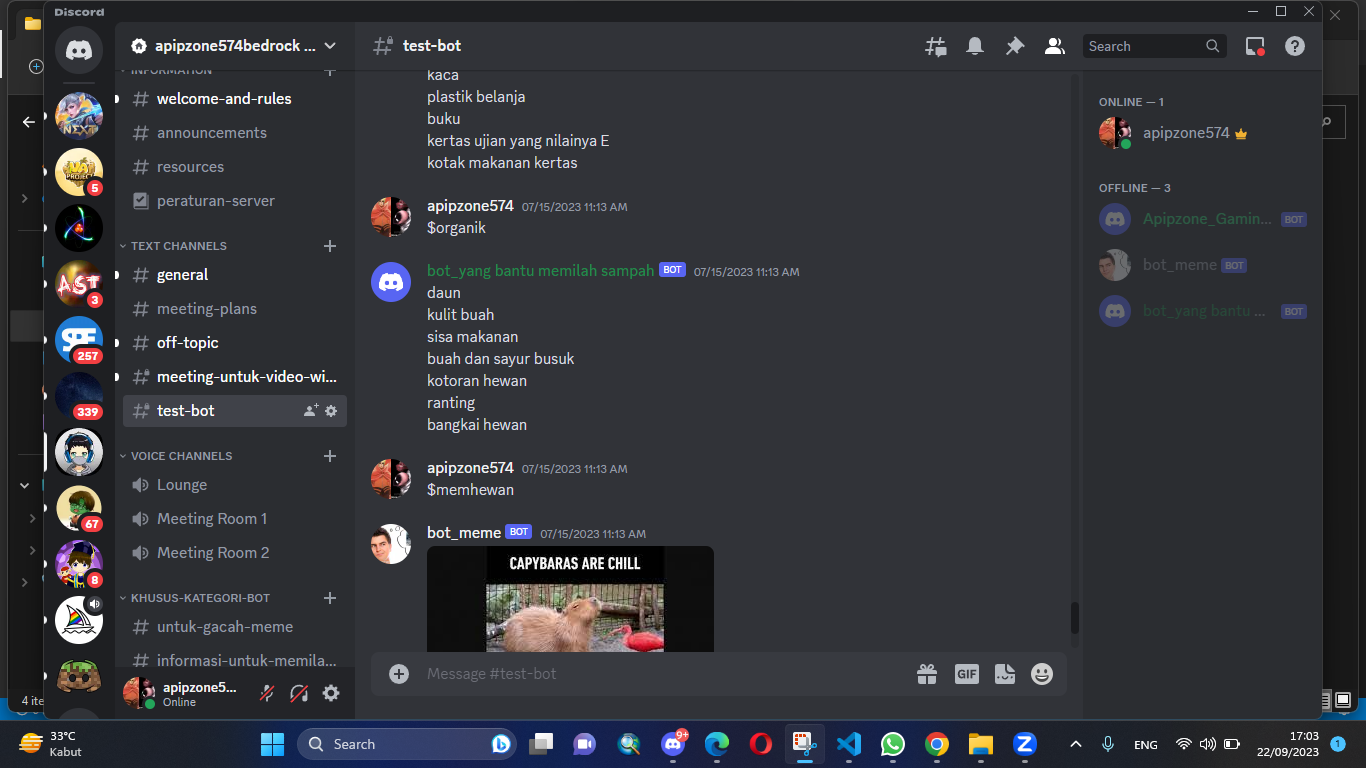 Discord
apipzone574bedrock ...
INFORMATION
welcome-and-rules
announcements
resources
peraturan-server
TEXT CHANNELS
general
meeting-plans
off-topic
meeting-untuk-video-wi...
test-bot
VOICE CHANNELS
Lounge
Meeting Room 1
Meeting Room 2
KHUSUS-KATEGORI-BOT
untuk-gacah-meme
informasi-untuk-memila...
apipzone5...
Online
NEXT
5
AST
3
257
339
67
8
test-bot
Search
kaca
plastik belanja
buku
kertas ujian yang nilainya E
kotak makanan kertas
apipzone574 07/15/2023 11:13 AM
$organik
bot_yang bantu memilah sampah BOT 07/15/2023 11:13 AM
daun
kulit buah
sisa makanan
buah dan sayur busuk
kotoran hewan
ranting
bangkai hewan
apipzone574 07/15/2023 11:13 AM
$memhewan
bot_meme BOT 07/15/2023 11:13 AM
CAPYBARAS ARE CHILL
Message #test-bot
GIF
ONLINE — 1
apipzone574
OFFLINE — 3
Apipzone_Gamin... BOT
bot_meme BOT
bot_yang bantu ... BOT
4 ite
33°C
Kabut
Search
9+
ENG
17:03
22/09/2023
1